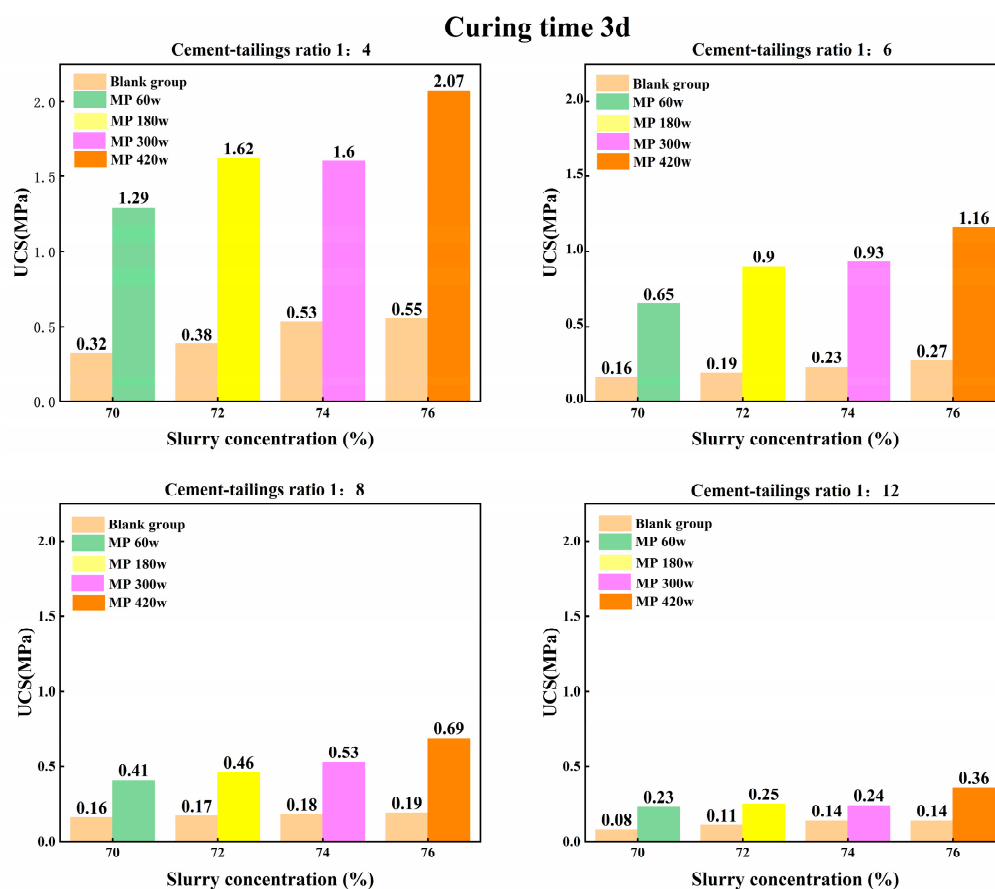 Curing time 3d
Cement-tailings ratio 1：4
Blank group
MP 60w
MP 180w
MP 300w
MP 420w
UCS(MPa)
2.0
1.5
1.0
0.5
0.0
0.32
1.29
0.38
1.62
0.53
1.6
0.55
2.07
70
72
74
76
Slurry concentration (%)
Cement-tailings ratio 1：6
Blank group
MP 60w
MP 180w
MP 300w
MP 420w
UCS(MPa)
2.0
1.5
1.0
0.5
0.0
0.16
0.65
0.19
0.9
0.23
0.93
0.27
1.16
70
72
74
76
Slurry concentration (%)
Cement-tailings ratio 1：8
Blank group
MP 60w
MP 180w
MP 300w
MP 420w
UCS(MPa)
2.0
1.5
1.0
0.5
0.0
0.16
0.41
0.17
0.46
0.18
0.53
0.19
0.69
70
72
74
76
Slurry concentration (%)
Cement-tailings ratio 1：12
Blank group
MP 60w
MP 180w
MP 300w
MP 420w
UCS(MPa)
2.0
1.5
1.0
0.5
0.0
0.08
0.23
0.11
0.25
0.14
0.24
0.14
0.36
70
72
74
76
Slurry concentration (%)